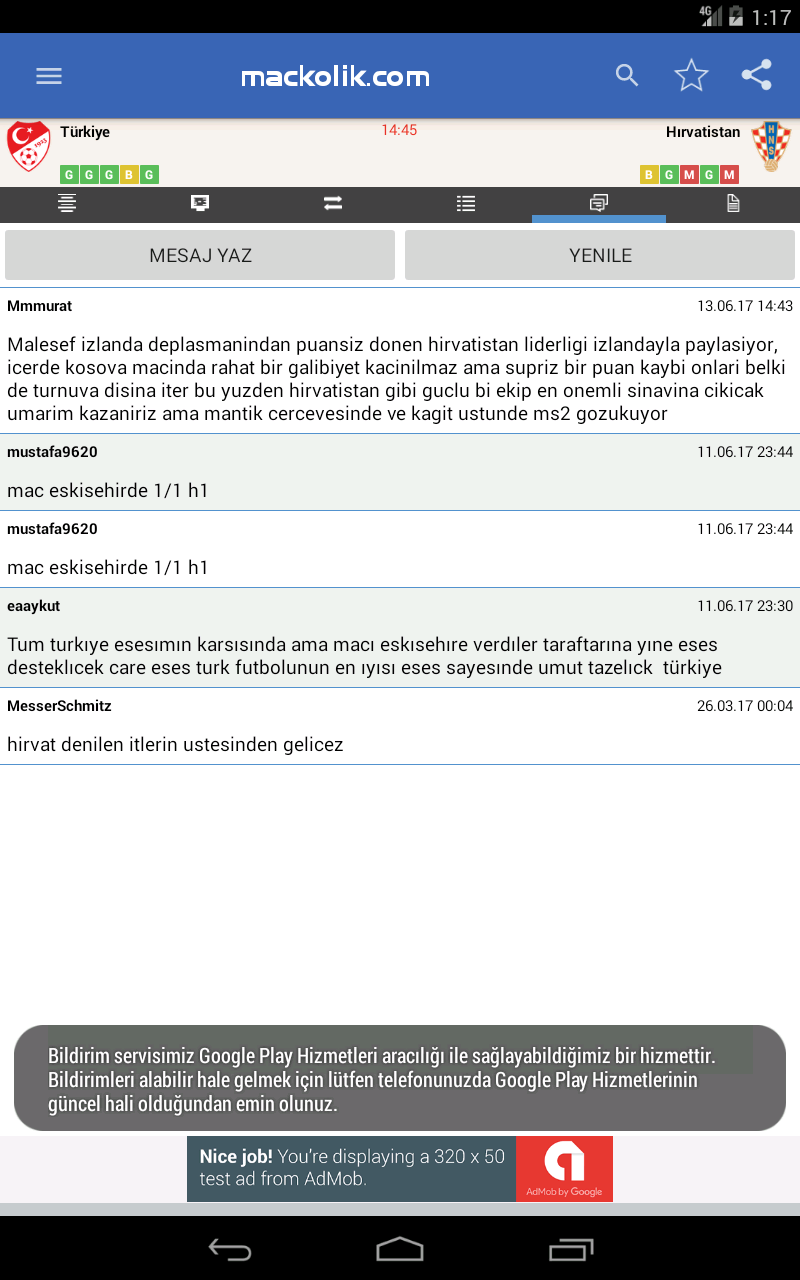 4G 1:17
mackolik.com
Türkiye 14:45 Hırvatistan
G G G B G B G M G M
MESAJ YAZ YENILE
Mmmurat 13.06.17 14:43
Malesef izlanda deplasmanindan puansiz donen hirvatistan liderligi izlandayla paylasiyor,
icerde kosova macinda rahat bir galibiyet kacinilmaz ama supriz bir puan kaybi onlari belki
de turnuva disina iter bu yuzden hirvatistan gibi guclu bi ekip en onemli sinavina cikicak
umarim kazaniriz ama mantik cercevesinde ve kagit ustunde ms2 gozukuyor
mustafa9620 11.06.17 23:44
mac eskisehirde 1/1 h1
mustafa9620 11.06.17 23:44
mac eskisehirde 1/1 h1
eaaykut 11.06.17 23:30
Tum turkıye esesımın karsısında ama macı eskısehıre verdıler taraftarına yıne eses
desteklıcek care eses turk futbolunun en ıyısı eses sayesınde umut tazelıck  türkiye
MesserSchmitz 26.03.17 00:04
hirvat denilen itlerin ustesinden gelicez
Bildirim servisimiz Google Play Hizmetleri aracılığı ile sağlayabildiğimiz bir hizmettir.
Bildirimleri alabilir hale gelmek için lütfen telefonunuzda Google Play Hizmetlerinin
güncel hali olduğundan emin olunuz.
Nice job! You're displaying a 320 x 50
test ad from AdMob.
AdMob by Google